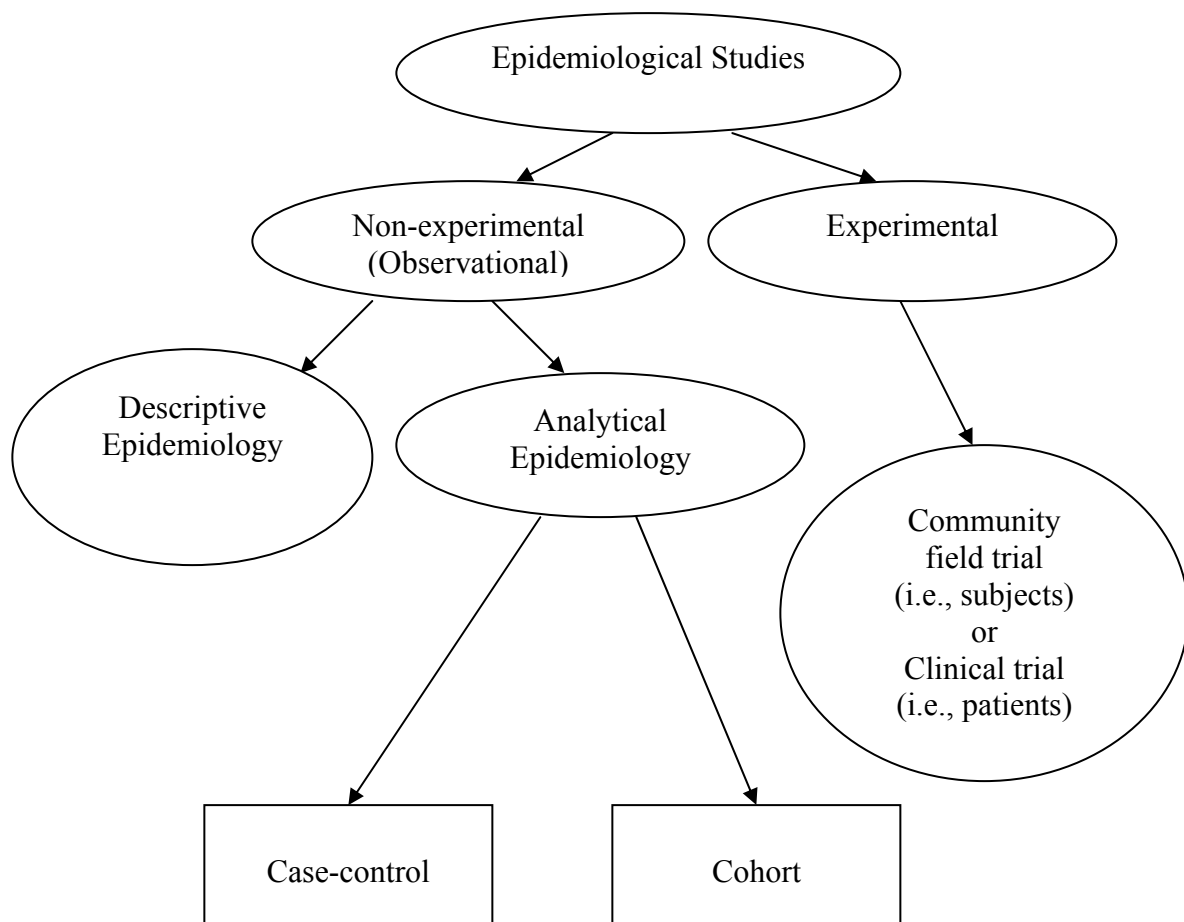 Epidemiological Studies
Non-experimental
(Observational)
Experimental
Descriptive
Epidemiology
Analytical
Epidemiology
Community
field trial
(i.e., subjects)
or
Clinical trial
(i.e., patients)
Case-control
Cohort